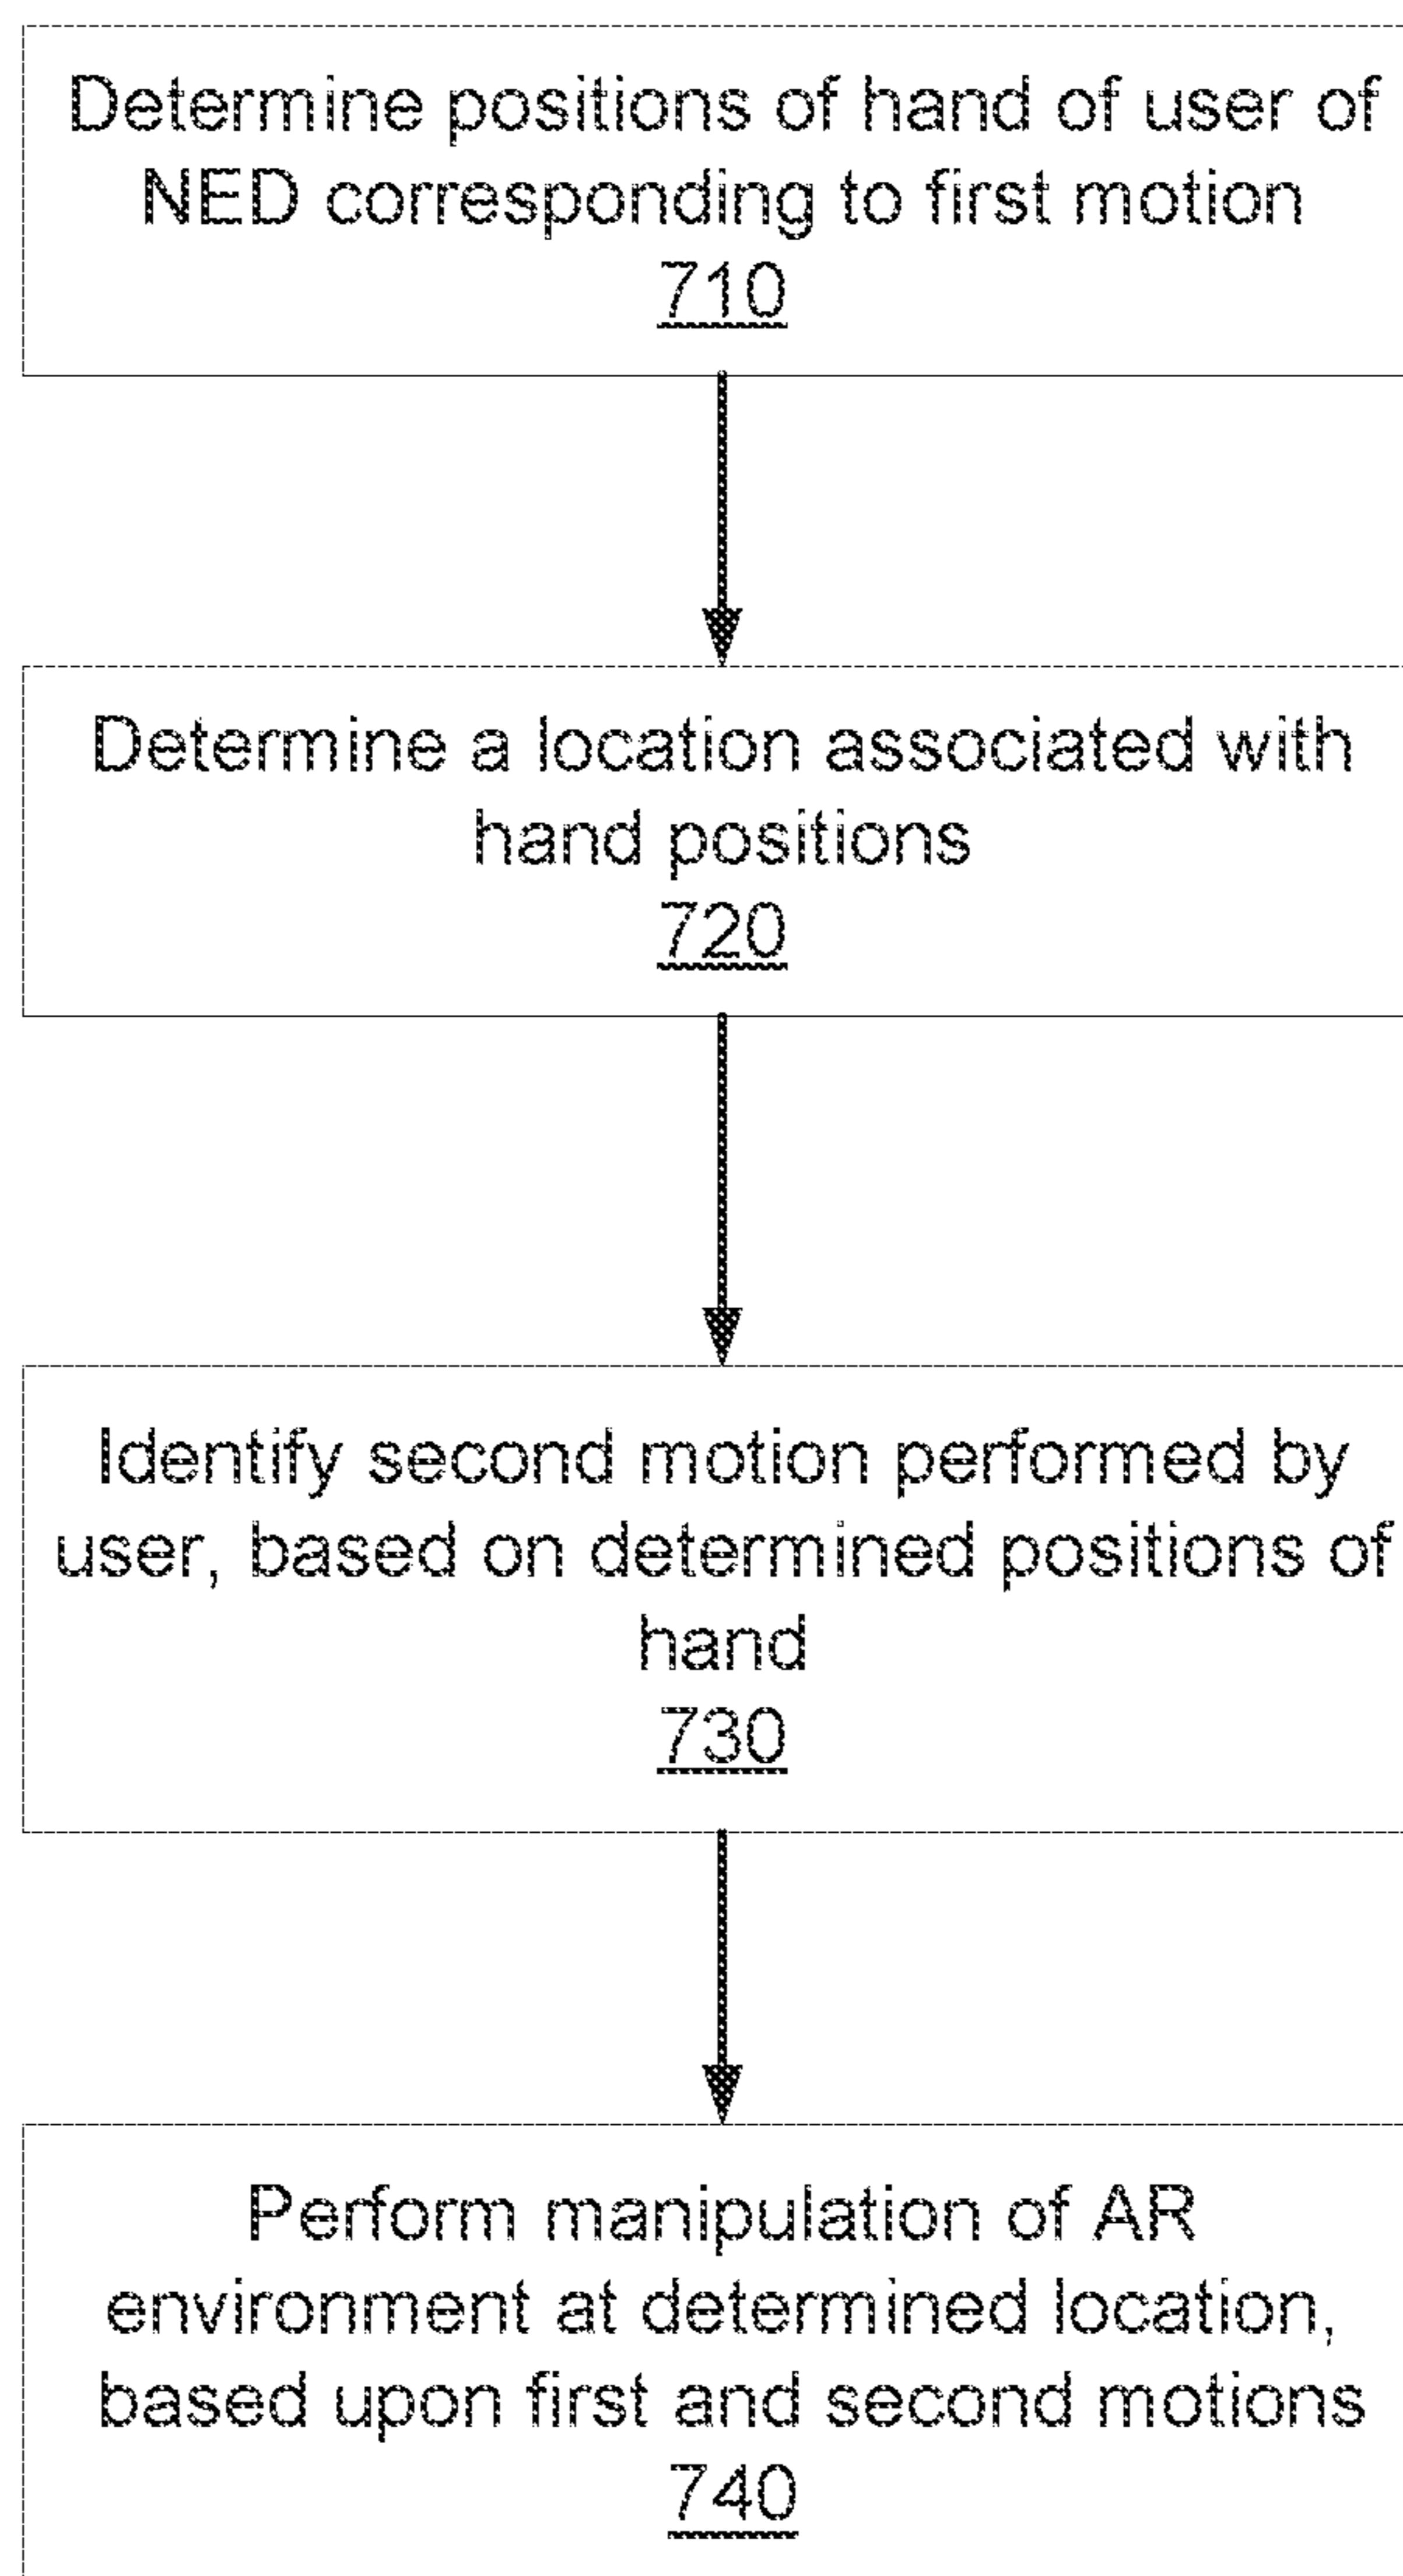 Determine positions of hand of user of
NED corresponding to first motion
710
Determine a location associated with
hand positions
720
Identify second motion performed by
user, based on determined positions of
hand
730
Perform manipulation of AR
environment at determined location,
based upon first and second motions
740